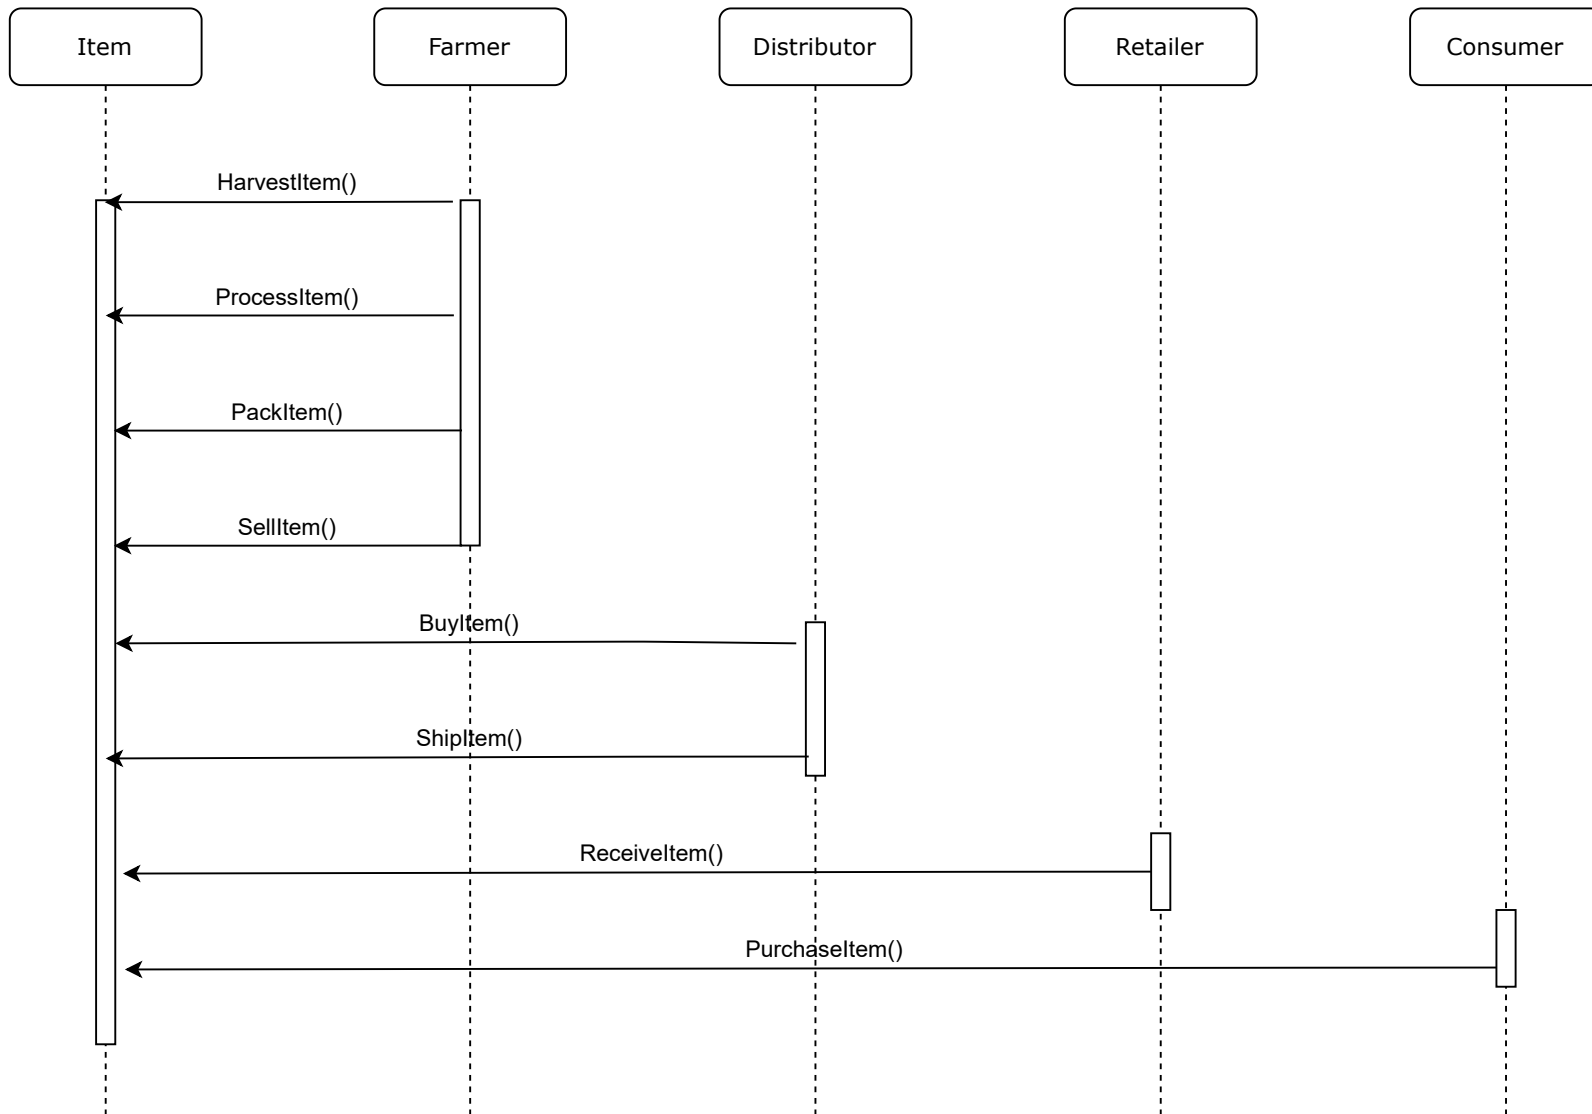 Item
Farmer
Distributor
Retailer
Consumer
HarvestItem()
ProcessItem()
PackItem()
SellItem()
BuyItem()
ShipItem()
ReceiveItem()
PurchaseItem()